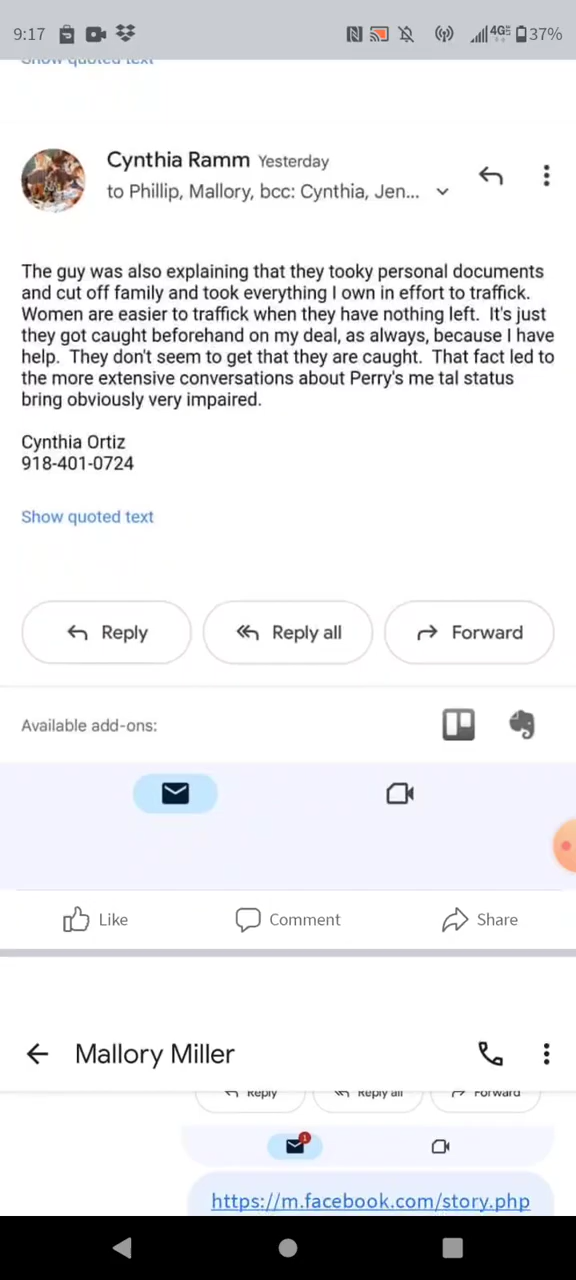 9:17
4GE 37%
Show quoted text
Cynthia Ramm Yesterday
to Phillip, Mallory, bcc: Cynthia, Jen...
The guy was also explaining that they tooky personal documents
and cut off family and took everything I own in effort to traffick.
Women are easier to traffick when they have nothing left.  It's just
they got caught beforehand on my deal, as always, because I have
help.  They don't seem to get that they are caught.  That fact led to
the more extensive conversations about Perry's me tal status
bring obviously very impaired.
Cynthia Ortiz
918-401-0724
Show quoted text
Reply Reply all Forward
Available add-ons:
Like Comment Share
Mallory Miller
Reply Reply all Forward
1
https://m.facebook.com/story.php